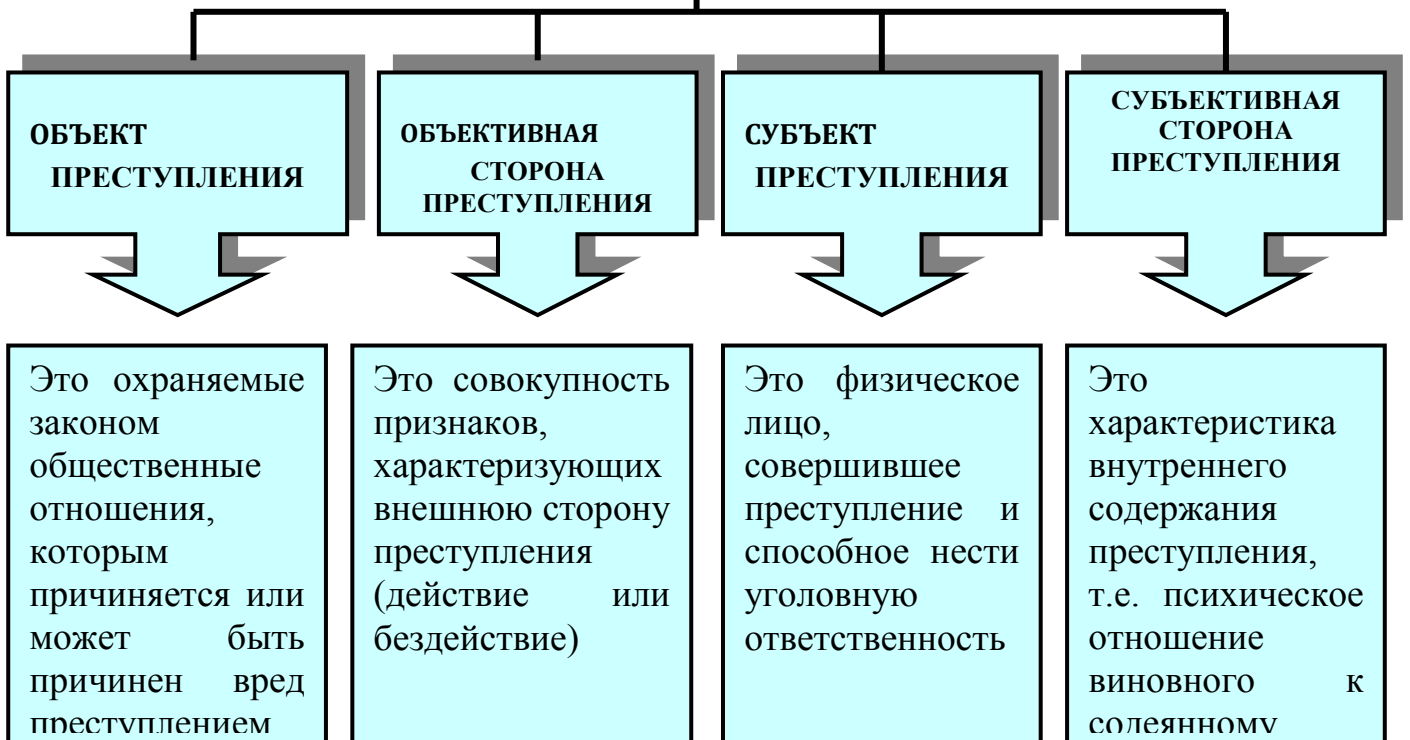 ОБЪЕКТ
ПРЕСТУПЛЕНИЯ
ОБЪЕКТИВНАЯ
СТОРОНА
ПРЕСТУПЛЕНИЯ
СУБЪЕКТ
ПРЕСТУПЛЕНИЯ
СУБЪЕКТИВНАЯ
СТОРОНА
ПРЕСТУПЛЕНИЯ
Это охраняемые
законом
общественные
отношения,
которым
причиняется или
может быть
причинен вред
преступлением
Это совокупность
признаков,
характеризующих
внешнюю сторону
преступления
(действие или
бездействие)
Это физическое
лицо,
совершившее
преступление и
способное нести
уголовную
ответственность
Это
характеристика
внутреннего
содержания
преступления,
т.е. психическое
отношение
виновного к
содеянному